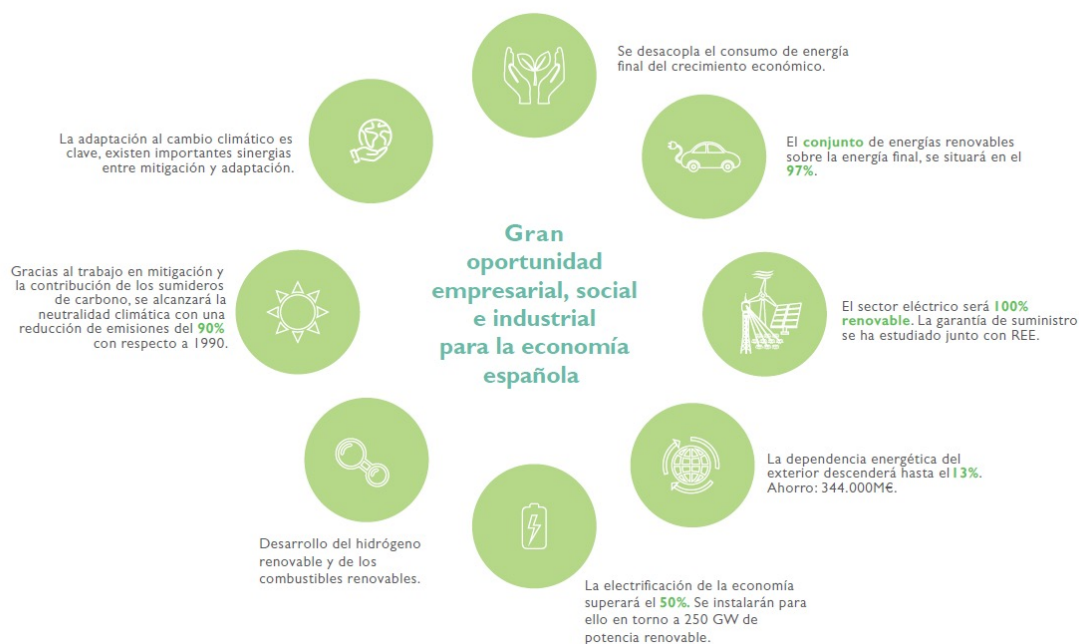 Se desacopla el consumo de energía
final del crecimiento económico.
El conjunto de energías renovables
sobre la energía final, se situará en el
97%.
El sector eléctrico será 100%
renovable. La garantía de suministro
se ha estudiado junto con REE.
La dependencia energética del
exterior descenderá hasta el 13%.
Ahorro: 344.000M€.
La electrificación de la economía
superará el 50%. Se instalarán para
ello en torno a 250 GW de
potencia renovable.
Desarrollo del hidrógeno
renovable y de los
combustibles renovables.
Gracias al trabajo en mitigación y
la contribución de los sumideros
de carbono, se alcanzará la
neutralidad climática con una
reducción de emisiones del 90%
con respecto a 1990.
La adaptación al cambio climático es
clave, existen importantes sinergias
entre mitigación y adaptación.
Gran
oportunidad
empresarial, social
e industrial
para la economía
española